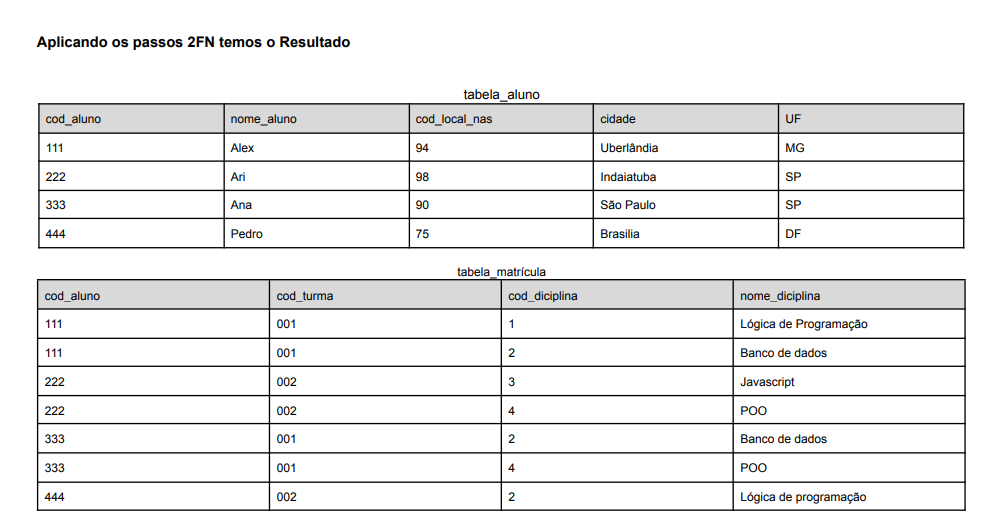 Aplicando os passos 2FN temos o Resultado
tabela_aluno
cod_aluno nome_aluno cod_local_nas cidade UF
111 Alex 94 Uberlândia MG
222 Ari 98 Indaiatuba SP
333 Ana 90 São Paulo SP
444 Pedro 75 Brasilia DF
tabela_matrícula
cod_aluno cod_turma cod_diciplina nome_diciplina
111 001 1 Lógica de Programação
111 001 2 Banco de dados
222 002 3 Javascript
222 002 4 POO
333 001 2 Banco de dados
333 001 4 POO
444 002 2 Lógica de programação